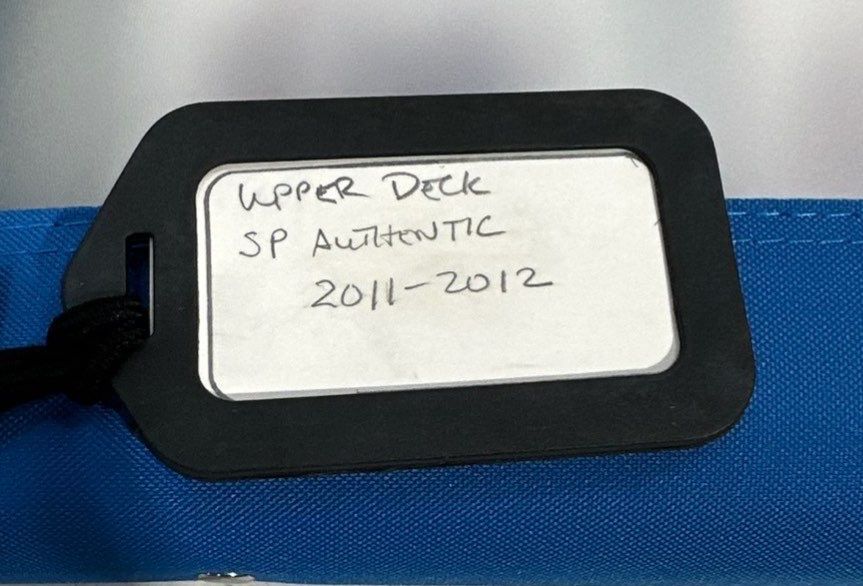 UPPER DECK
SP AUTHENTIC
2011-2012